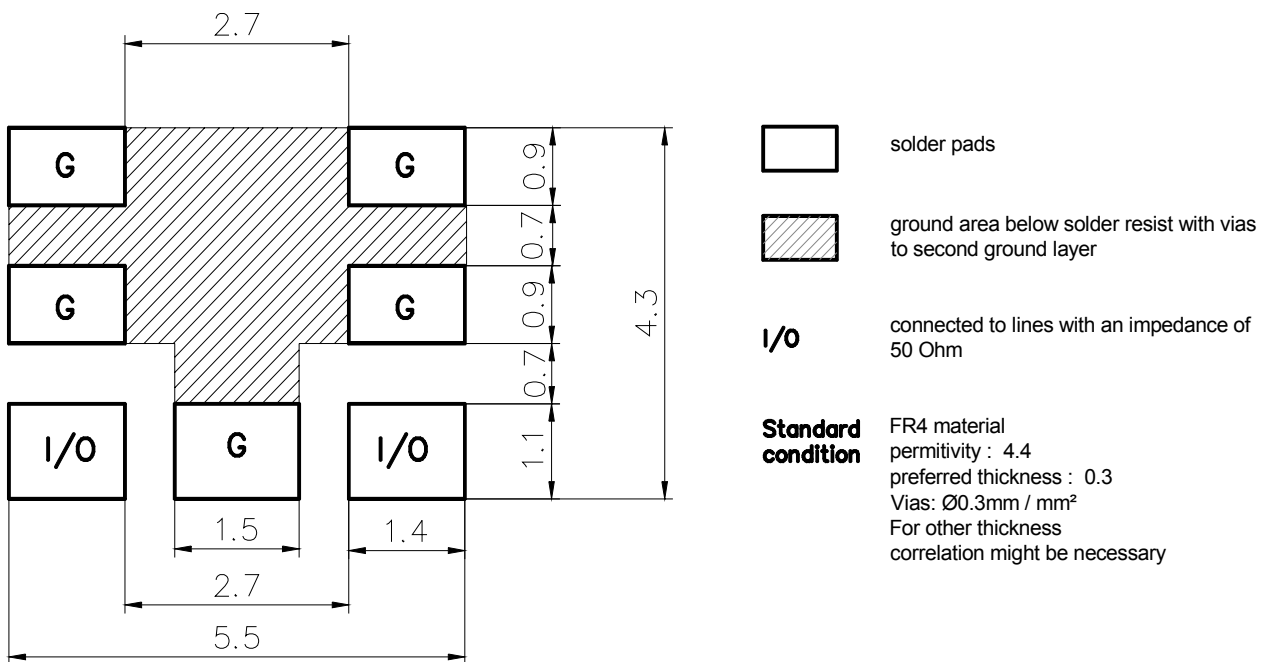 2.7
G
G
0.9
0.7
G
G
0.9
4.3
0.7
I/O
G
I/O
1.1
1.5
1.4
2.7
5.5
solder pads
ground area below solder resist with vias
to second ground layer
I/O
connected to lines with an impedance of
50 Ohm
Standard
condition
FR4 material
permitivity : 4.4
preferred thickness : 0.3
Vias: Ø0.3mm / mm²
For other thickness
correlation might be necessary